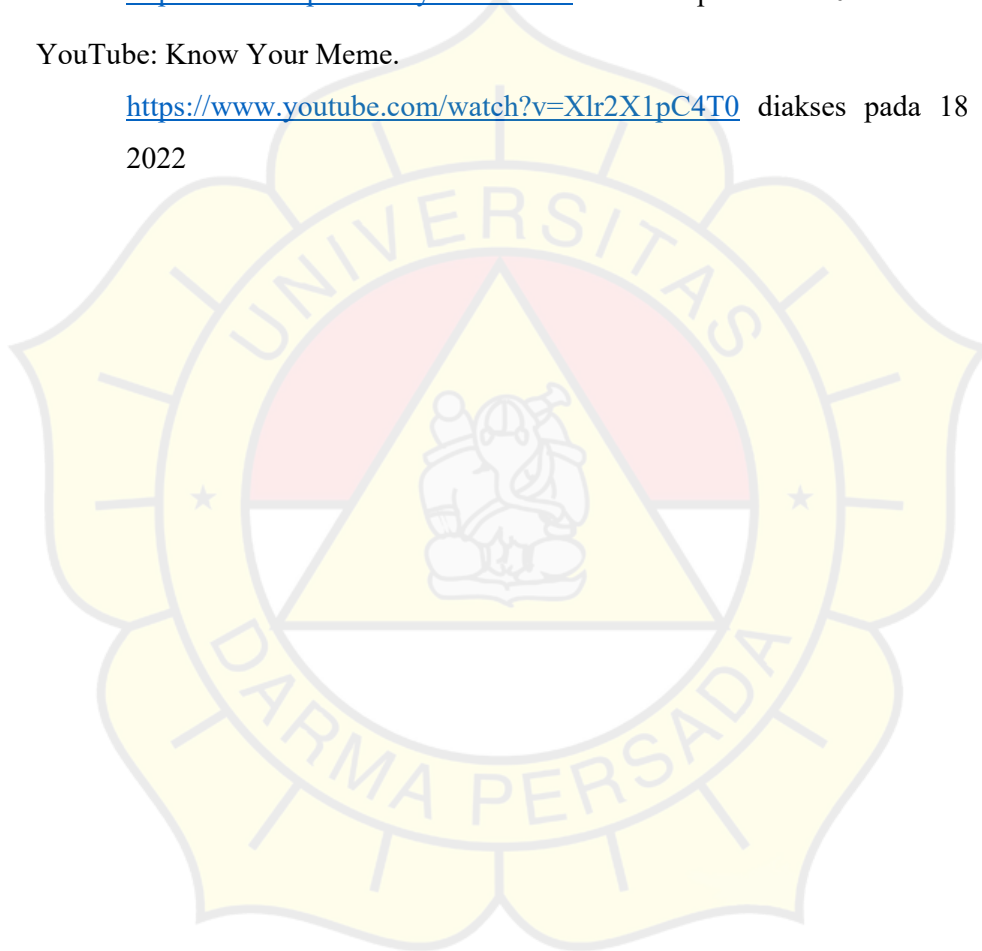 YouTube: Know Your Meme.
https://www.youtube.com/watch?v=Xlr2X1pC4T0 diakses pada 18
2022
UNIVERSITAS
DARMA PERSADA